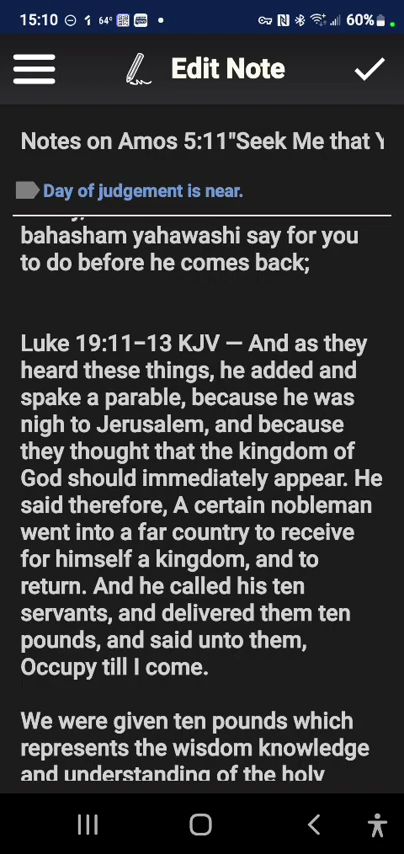 15:10 64° 60%
Edit Note
Notes on Amos 5:11"Seek Me that Y
Day of judgement is near.
bahasham yahawashi say for you
to do before he comes back;
Luke 19:11–13 KJV — And as they
heard these things, he added and
spake a parable, because he was
nigh to Jerusalem, and because
they thought that the kingdom of
God should immediately appear. He
said therefore, A certain nobleman
went into a far country to receive
for himself a kingdom, and to
return. And he called his ten
servants, and delivered them ten
pounds, and said unto them,
Occupy till I come.
We were given ten pounds which
represents the wisdom knowledge
and understanding of the holy